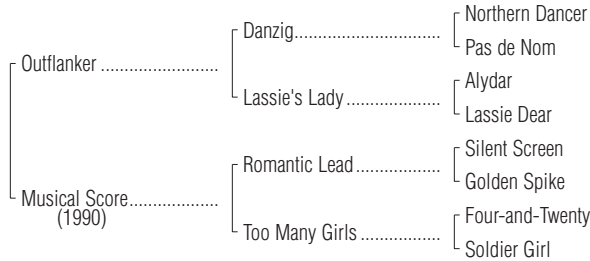 Northern Dancer
Danzig
Pas de Nom
Outflanker
Alydar
Lassie's Lady
Lassie Dear
Silent Screen
Romantic Lead
Golden Spike
Musical Score
(1990)
Four-and-Twenty
Too Many Girls
Soldier Girl